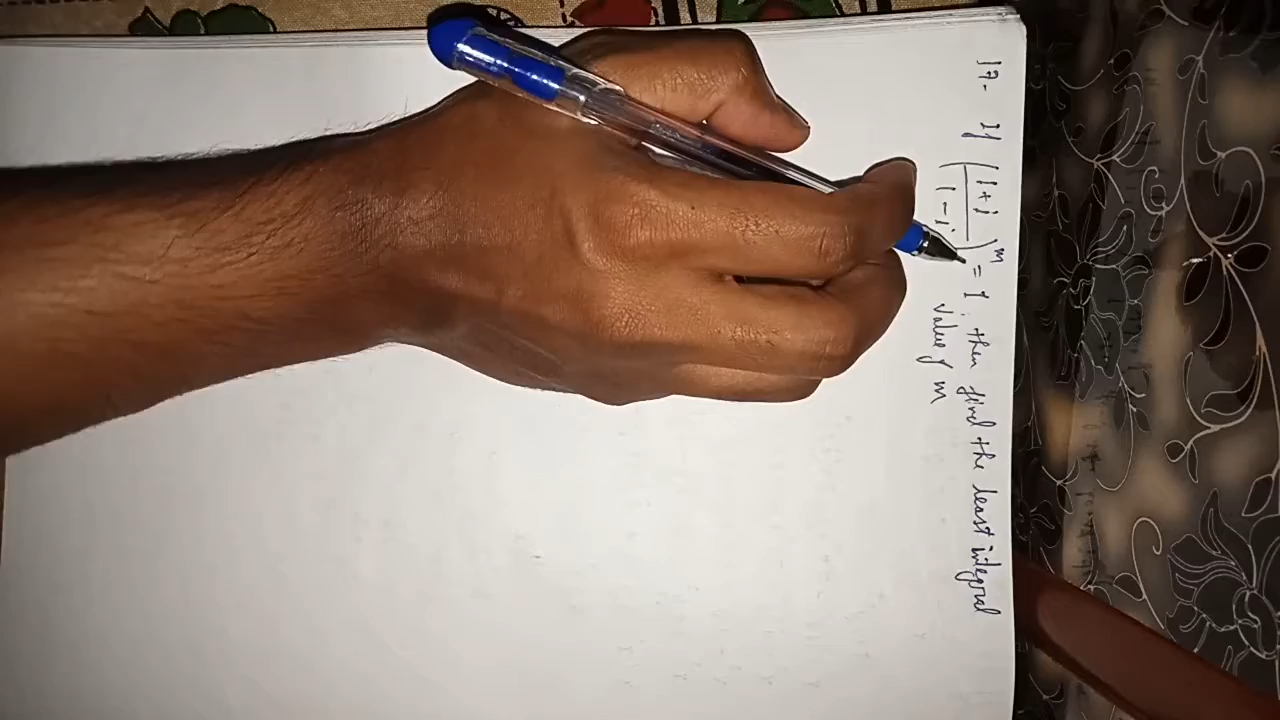 17. If ((1+i)/(1-i))^m = 1, then find the least integral
value of m